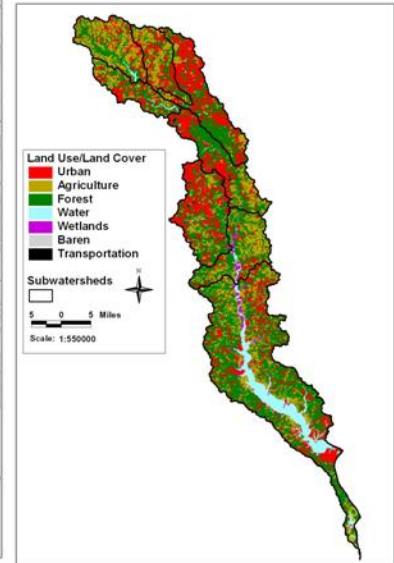 Land Use/Land Cover
Urban
Agriculture
Forest
Water
Wetlands
Baren
Transportation
Subwatersheds
N
5 0 5 Miles
Scale: 1:550000